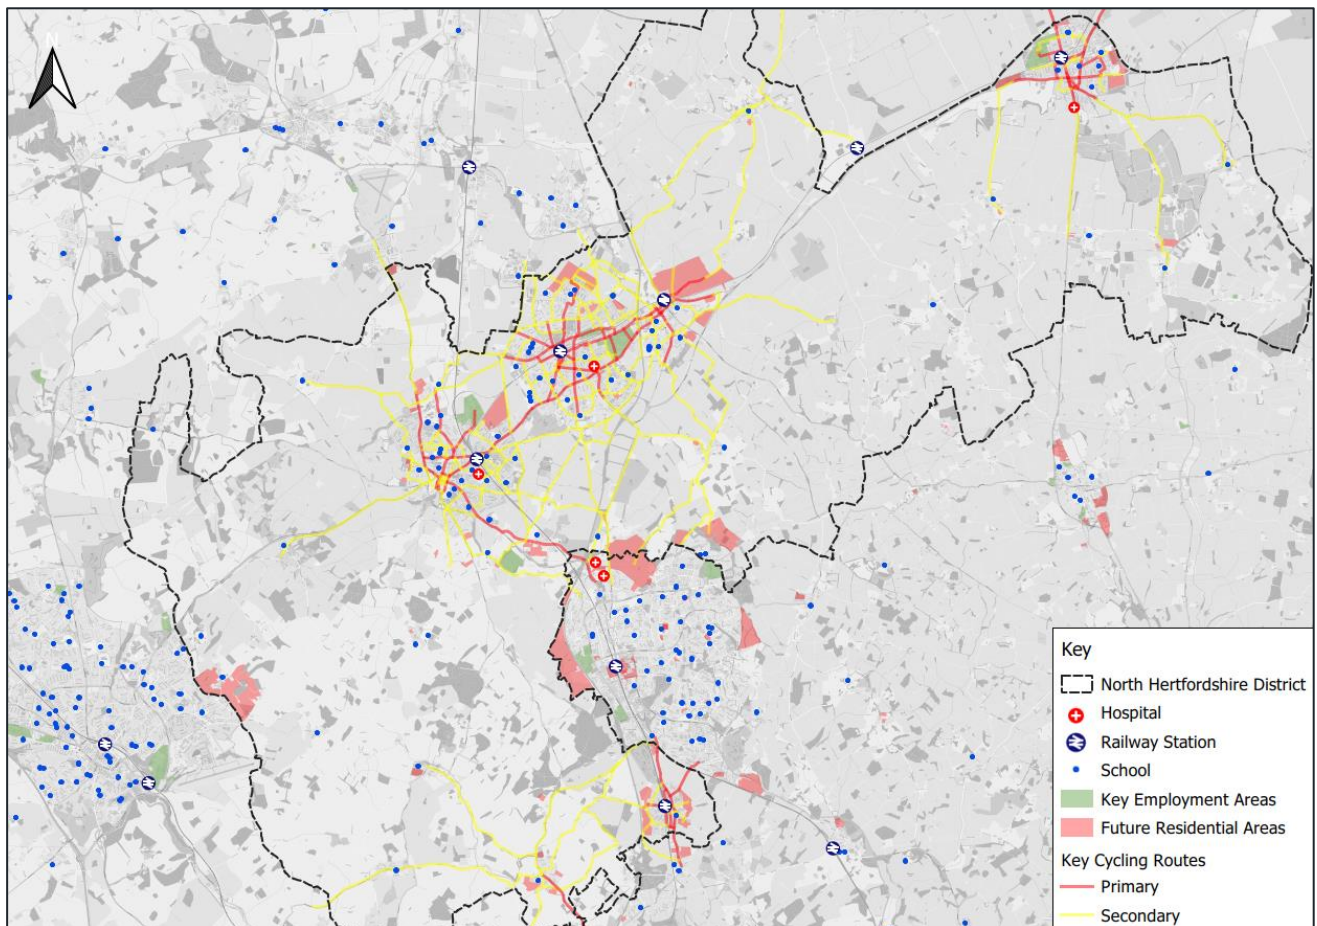 N
Key
North Hertfordshire District
Hospital
Railway Station
School
Key Employment Areas
Future Residential Areas
Key Cycling Routes
Primary
Secondary